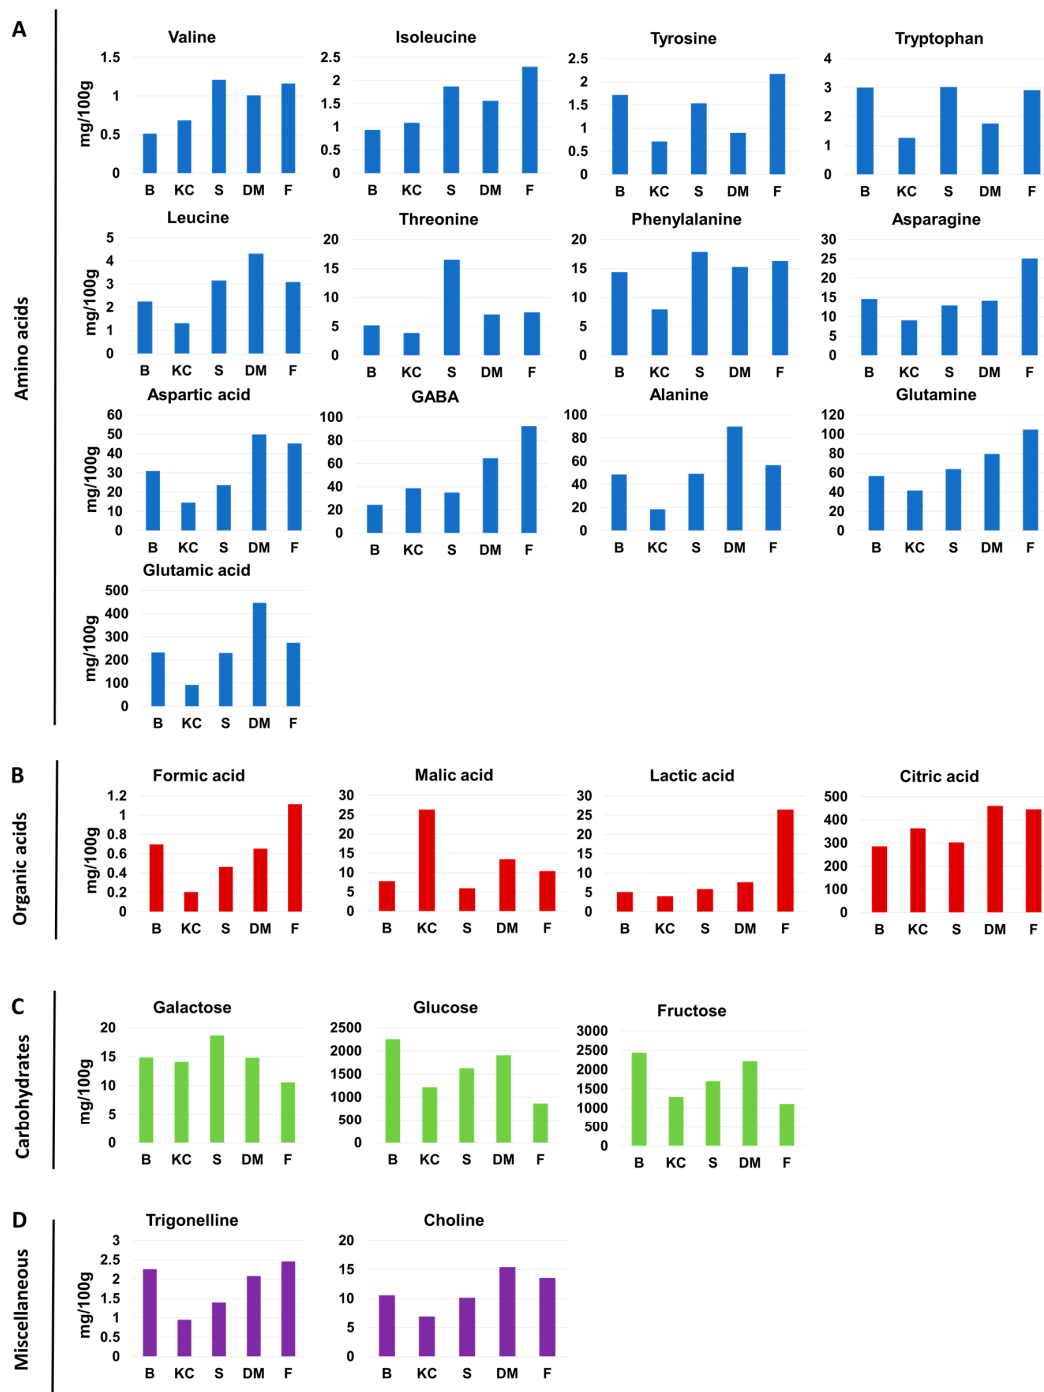 A
Amino acids
Valine
Isoleucine
Tyrosine
Tryptophan
mg/100g
1.5
1
0.5
0
B KC S DM F
2.5
2
1.5
1
0.5
0
B KC S DM F
2.5
2
1.5
1
0.5
0
B KC S DM F
4
3
2
1
0
B KC S DM F
Leucine
Threonine
Phenylalanine
Asparagine
mg/100g
5
4
3
2
1
0
B KC S DM F
20
15
10
5
0
B KC S DM F
20
15
10
5
0
B KC S DM F
30
25
20
15
10
5
0
B KC S DM F
Aspartic acid
GABA
Alanine
Glutamine
mg/100g
60
50
40
30
20
10
0
B KC S DM F
100
80
60
40
20
0
B KC S DM F
100
80
60
40
20
0
B KC S DM F
120
100
80
60
40
20
0
B KC S DM F
Glutamic acid
mg/100g
500
400
300
200
100
0
B KC S DM F
B
Organic acids
Formic acid
Malic acid
Lactic acid
Citric acid
mg/100g
1.2
1
0.8
0.6
0.4
0.2
0
B KC S DM F
30
25
20
15
10
5
0
B KC S DM F
30
25
20
15
10
5
0
B KC S DM F
500
400
300
200
100
0
B KC S DM F
C
Carbohydrates
Galactose
Glucose
Fructose
mg/100g
20
15
10
5
0
B KC S DM F
2500
2000
1500
1000
500
0
B KC S DM F
3000
2500
2000
1500
1000
500
0
B KC S DM F
D
Miscellaneous
Trigonelline
Choline
mg/100g
3
2.5
2
1.5
1
0.5
0
B KC S DM F
20
15
10
5
0
B KC S DM F